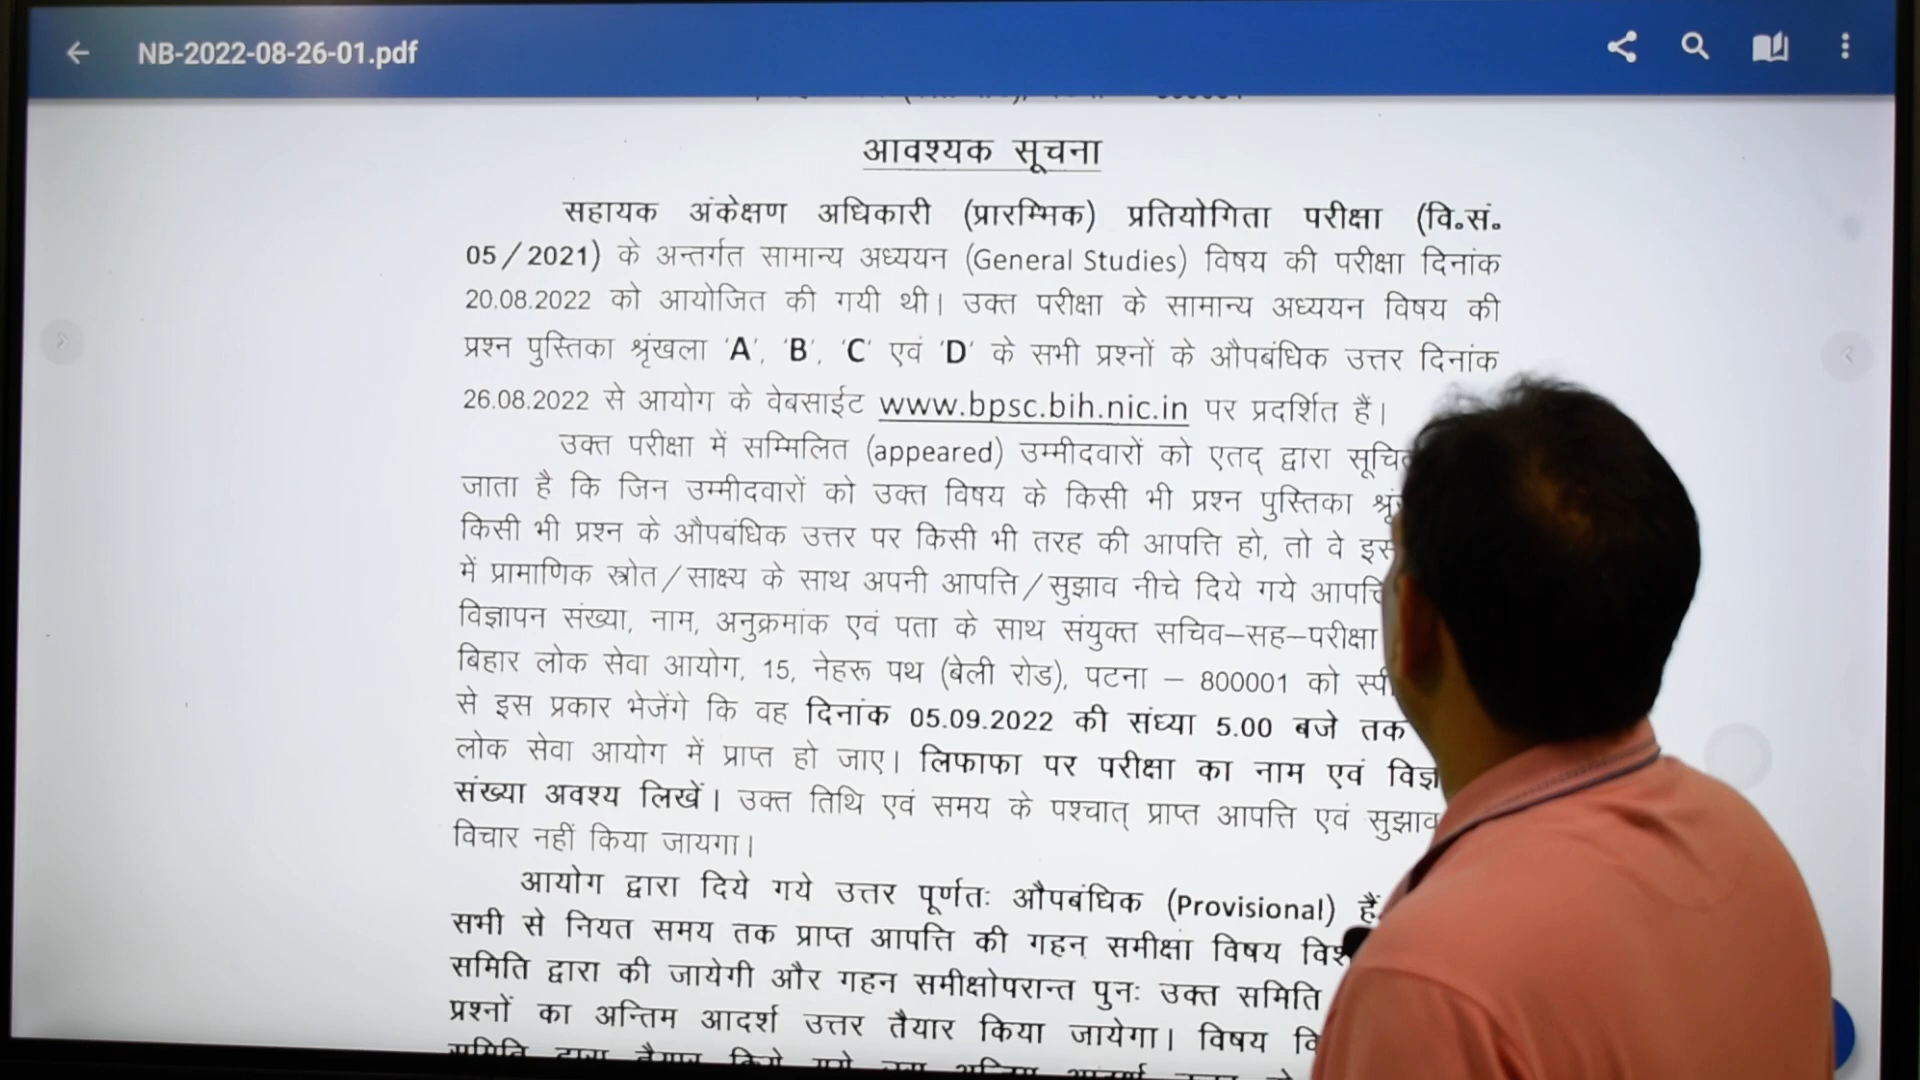 NB-2022-08-26-01.pdf
आवश्यक सूचना
सहायक अंकेक्षण अधिकारी (प्रारम्भिक) प्रतियोगिता परीक्षा (वि.सं.
05/2021) के अन्तर्गत सामान्य अध्ययन (General Studies) विषय की परीक्षा दिनांक
20.08.2022 को आयोजित की गयी थी। उक्त परीक्षा के सामान्य अध्ययन विषय की
प्रश्न पुस्तिका श्रृंखला 'A', 'B', 'C' एवं 'D' के सभी प्रश्नों के औपबंधिक उत्तर दिनांक
26.08.2022 से आयोग के वेबसाईट www.bpsc.bih.nic.in पर प्रदर्शित हैं।
उक्त परीक्षा में सम्मिलित (appeared) उम्मीदवारों को एतद् द्वारा
जाता है कि जिन उम्मीदवारों को उक्त विषय के किसी भी प्रश्न पुस्तिका
किसी भी प्रश्न के औपबंधिक उत्तर पर किसी भी तरह की आपत्ति हो, तो वे
में प्रामाणिक स्त्रोत/साक्ष्य के साथ अपनी आपत्ति/सुझाव नीचे दिये गये
विज्ञापन संख्या, नाम, अनुक्रमांक एवं पता के साथ संयुक्त सचिव–सह–परीक्षा
बिहार लोक सेवा आयोग, 15, नेहरू पथ (बेली रोड), पटना – 800001 को
से इस प्रकार भेजेंगे कि वह दिनांक 05.09.2022 की संध्या 5.00 बजे तक
लोक सेवा आयोग में प्राप्त हो जाए। लिफाफा पर परीक्षा का नाम एवं
संख्या अवश्य लिखें। उक्त तिथि एवं समय के पश्चात् प्राप्त आपत्ति एवं सुझाव
विचार नहीं किया जायगा।
आयोग द्वारा दिये गये उत्तर पूर्णतः औपबंधिक (Provisional) हैं
सभी से नियत समय तक प्राप्त आपत्ति की गहन् समीक्षा विषय
समिति द्वारा की जायेगी और गहन समीक्षोपरान्त पुनः उक्त समिति
प्रश्नों का अन्तिम आदर्श उत्तर तैयार किया जायेगा। विषय